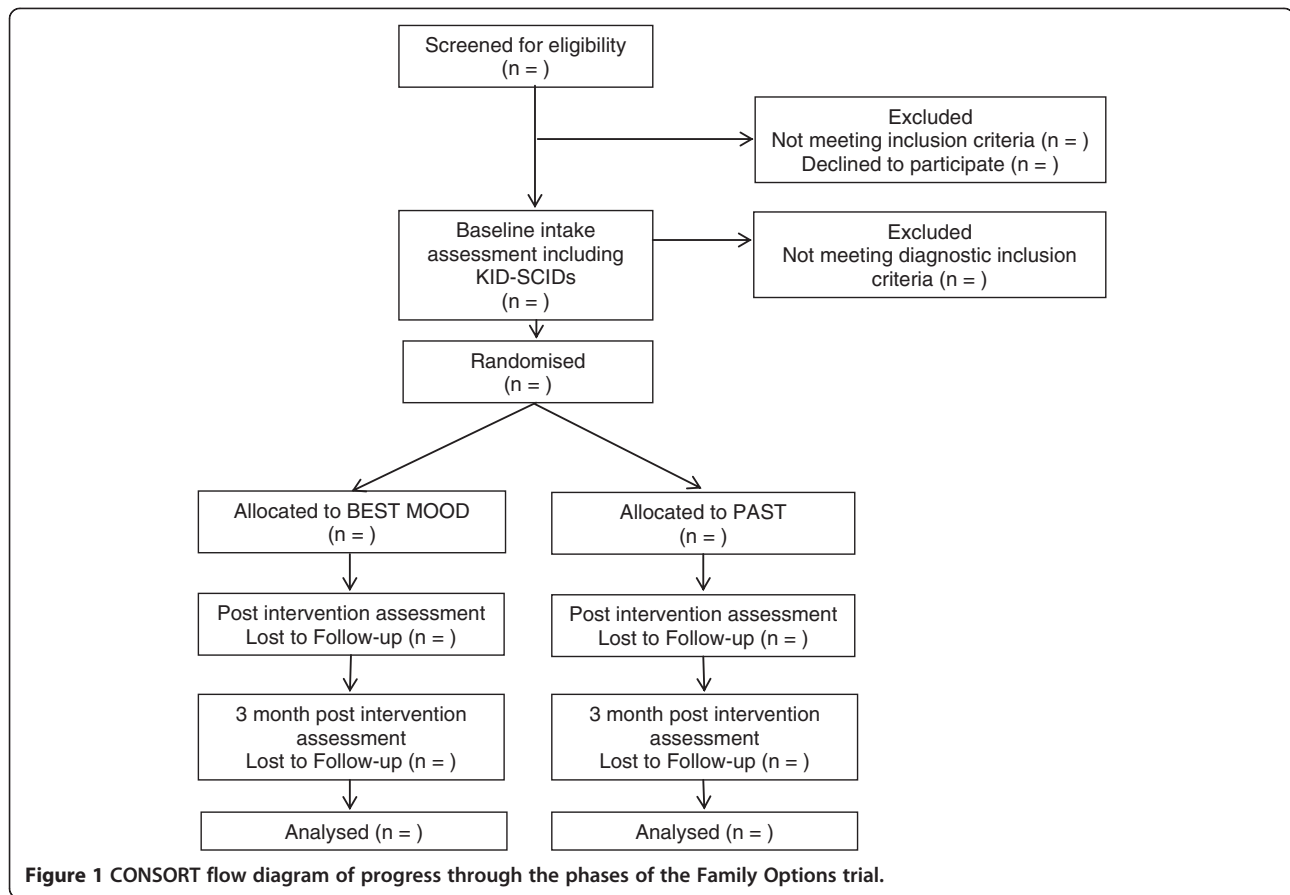 Screened for eligibility
(n = )
Excluded
Not meeting inclusion criteria (n = )
Declined to participate (n = )
Baseline intake
assessment including
KID-SCIDs
(n = )
Excluded
Not meeting diagnostic inclusion
criteria (n = )
Randomised
(n = )
Allocated to BEST MOOD
(n = )
Allocated to PAST
(n = )
Post intervention assessment
Lost to Follow-up (n = )
Post intervention assessment
Lost to Follow-up (n = )
3 month post intervention
assessment
Lost to Follow-up (n = )
3 month post intervention
assessment
Lost to Follow-up (n = )
Analysed (n = )
Analysed (n = )
Figure 1 CONSORT flow diagram of progress through the phases of the Family Options trial.